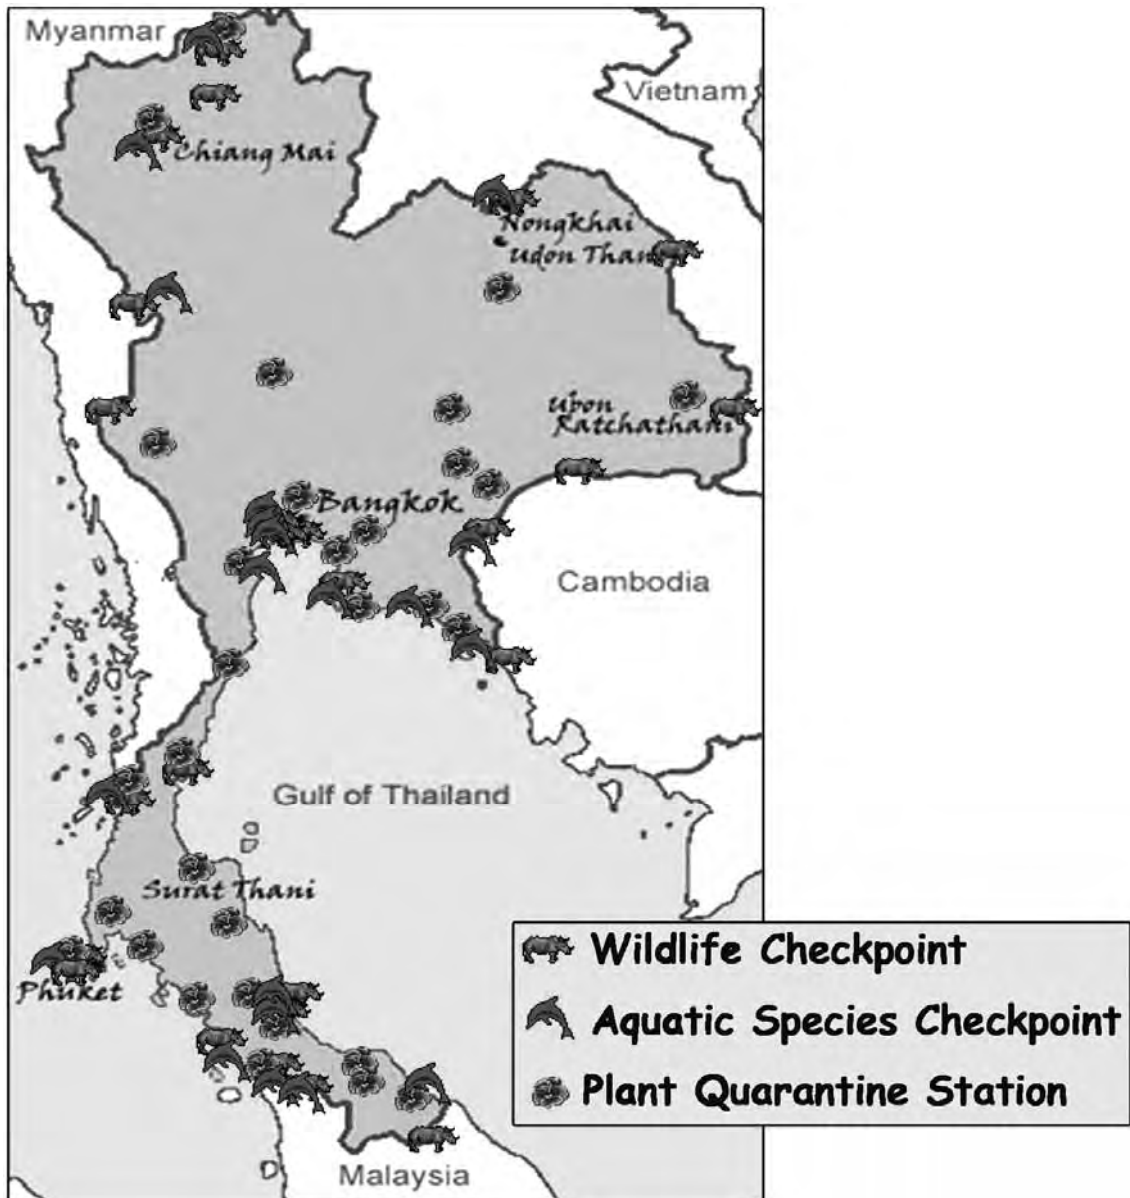 Myanmar
Vietnam
Chiang Mai
Nongkhai
Udon Than
Ubon
Ratchathani
Bangkok
Cambodia
Gulf of Thailand
Surat Thani
Phuket
Malaysia
Wildlife Checkpoint
Aquatic Species Checkpoint
Plant Quarantine Station